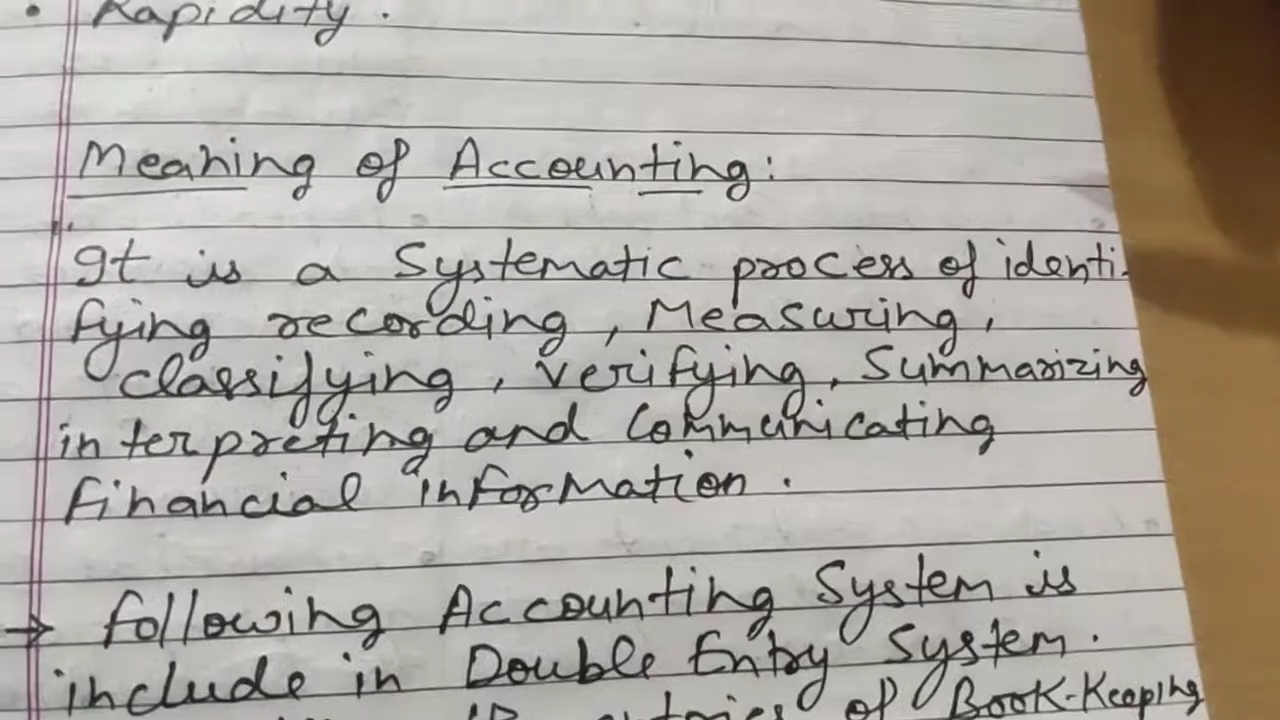 • Rapidity.
Meaning of Accounting:
It is a Systematic process of identi-
fying recording, Measuring,
classifying, verifying, Summarizing
interpreting and Communicating
financial information.
→ following Accounting System is
include in Double Entry System.
of Book-Keeping